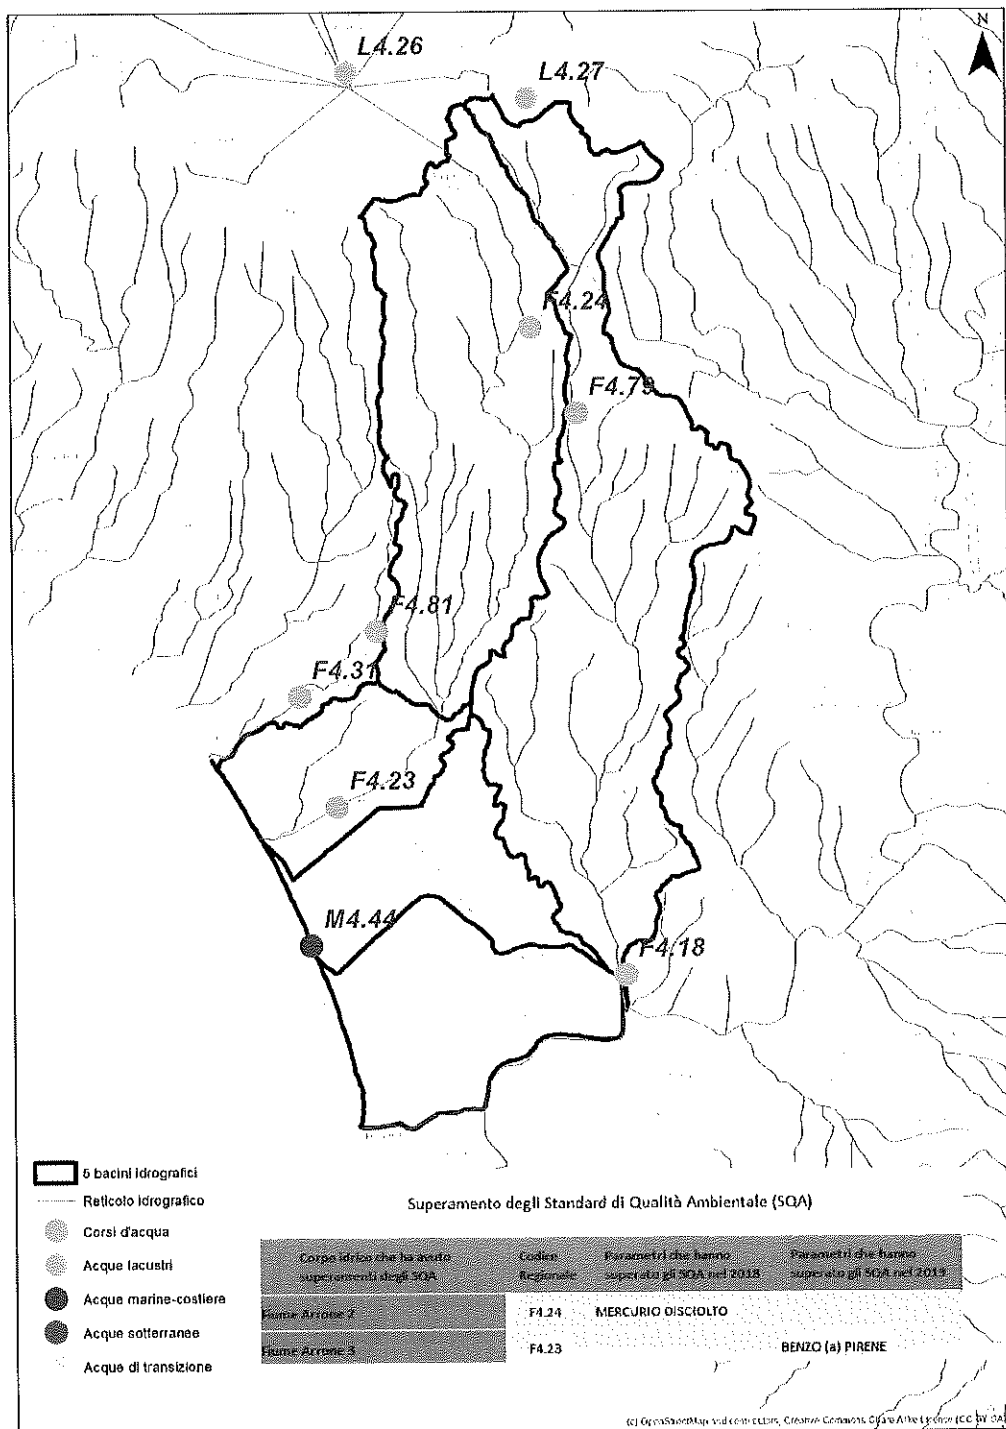 N
L4.26
L4.27
F4.24
F4.79
F4.81
F4.31
F4.23
M4.44
F4.18
5 bacini idrografici
Reticolo idrografico
Corsi d'acqua
Acque lacustri
Acque marine-costiere
Acque sotterranee
Acque di transizione
Superamento degli Standard di Qualità Ambientale (SQA)
Corpo idrico che ha avuto superamenti degli SQA Codice Regionale Parametri che hanno superato gli SQA nel 2018 Parametri che hanno superato gli SQA nel 2019
Fiume Arrone 2 F4.24 MERCURIO DISCIOLTO
Fiume Arrone 3 F4.23 BENZO (a) PIRENE
(c) OpenStreetMap and contributors, Creative Commons, Share Alike License (CC BY SA)